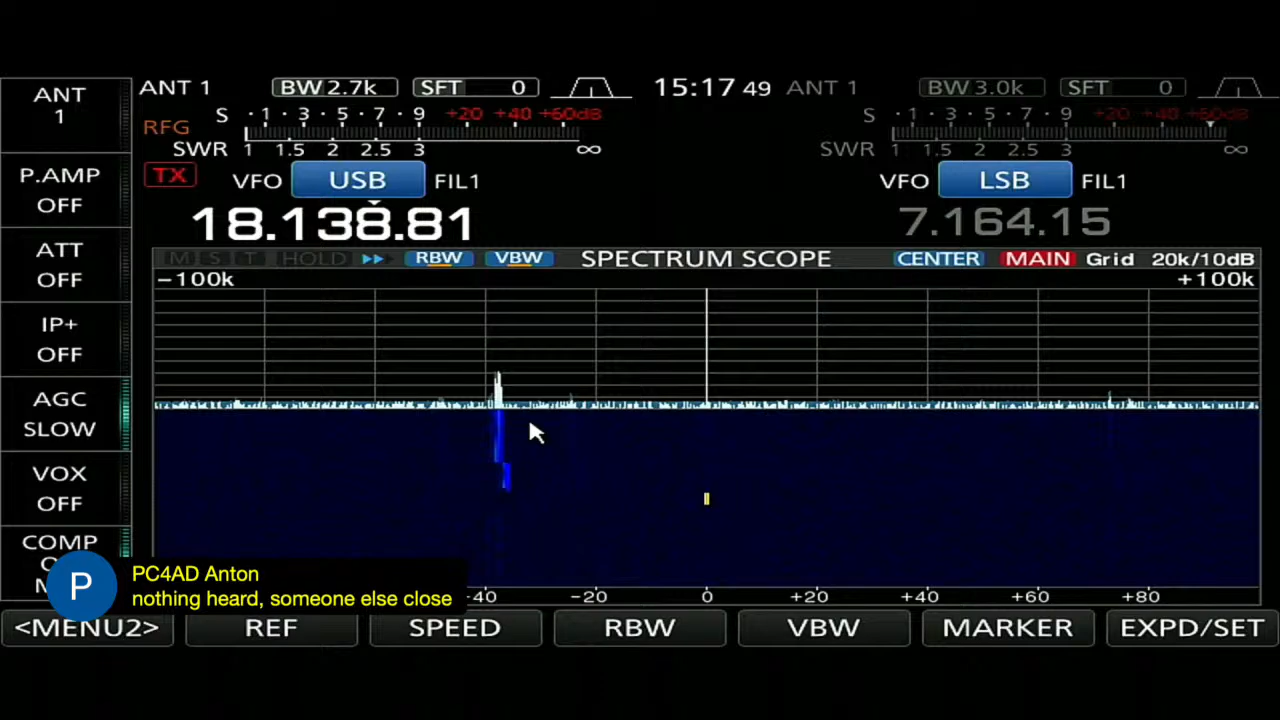 ANT
1
P.AMP
OFF
ATT
OFF
IP+
OFF
AGC
SLOW
VOX
OFF
COMP
ANT 1
BW 2.7k
SFT 0
15:17 49
ANT 1
BW 3.0k
SFT 0
RFG
S 1 3 5 7 9 +20 +40 +60dB
SWR 1 1.5 2 2.5 3 ∞
S 1 3 5 7 9 +20 +40 +60dB
SWR 1 1.5 2 2.5 3 ∞
TX
VFO USB FIL1
VFO LSB FIL1
18.138.81
7.164.15
HOLD RBW VBW SPECTRUM SCOPE CENTER MAIN Grid 20k/10dB
−100k +100k
PC4AD Anton
nothing heard, someone else close
40 −20 0 +20 +40 +60 +80
<MENU2> REF SPEED RBW VBW MARKER EXPD/SET
P